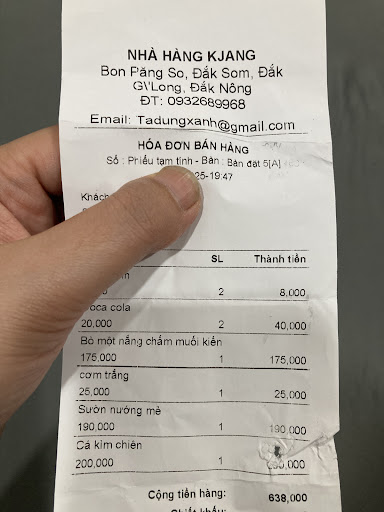 NHÀ HÀNG KJANG
Bon Păng So, Đắk Som, Đắk
G\'Long, Đắk Nông
ĐT: 0932689968
Email: Tadungxanh@gmail.com
HÓA ĐƠN BÁN HÀNG
Số : Phiếu tạm tính - Bàn : Bàn đặt 5[A]
25-19:47
Khách
SL Thành tiền
2 8,000
coca cola
20,000 2 40,000
Bò một nắng chấm muối kiến
175,000 1 175,000
cơm trắng
25,000 1 25,000
Sườn nướng mè
190,000 1 190,000
Cá kìm chiên
200,000 1
Cộng tiền hàng: 638,000
Chiết khấu: